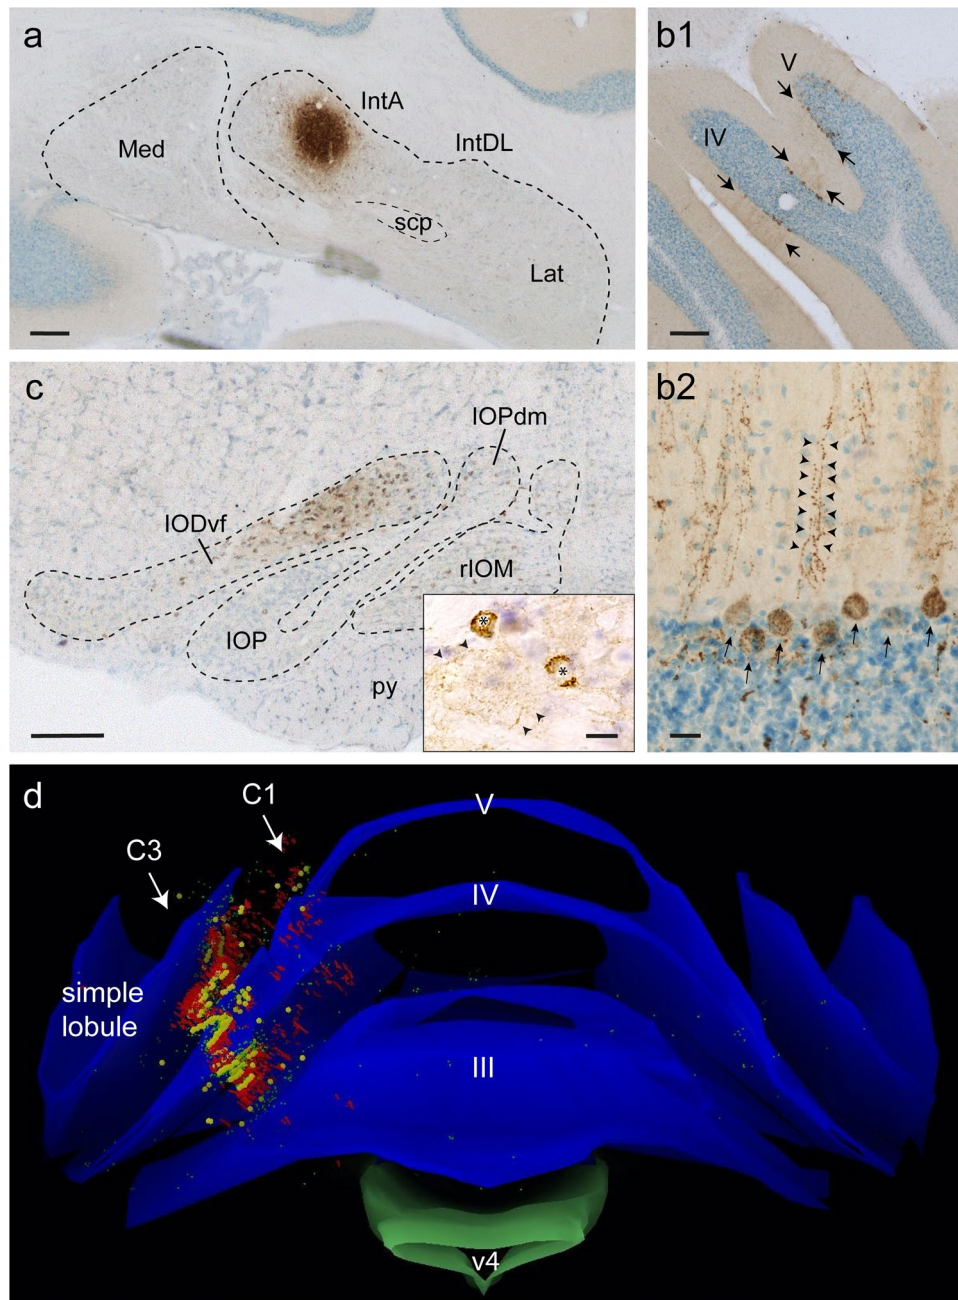 a
Med
IntA
IntDL
scp
Lat
b1
V
IV
c
IOPdm
IODvf
rIOM
IOP
py
*
*
b2
d
C1
C3
V
IV
simple
lobule
III
v4